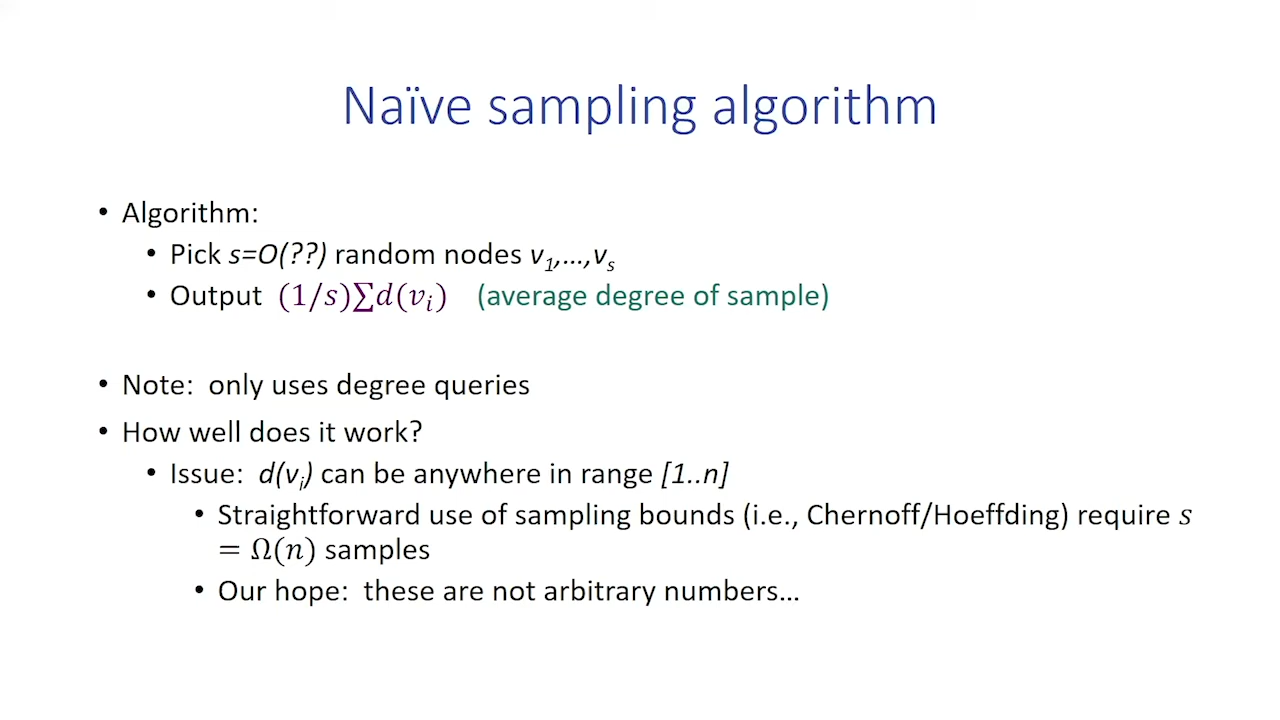 Naïve sampling algorithm
• Algorithm:
• Pick s=O(??) random nodes v₁,…,vₛ
• Output (1/s)∑d(vᵢ) (average degree of sample)
• Note: only uses degree queries
• How well does it work?
• Issue: d(vᵢ) can be anywhere in range [1..n]
• Straightforward use of sampling bounds (i.e., Chernoff/Hoeffding) require s
= Ω(n) samples
• Our hope: these are not arbitrary numbers…